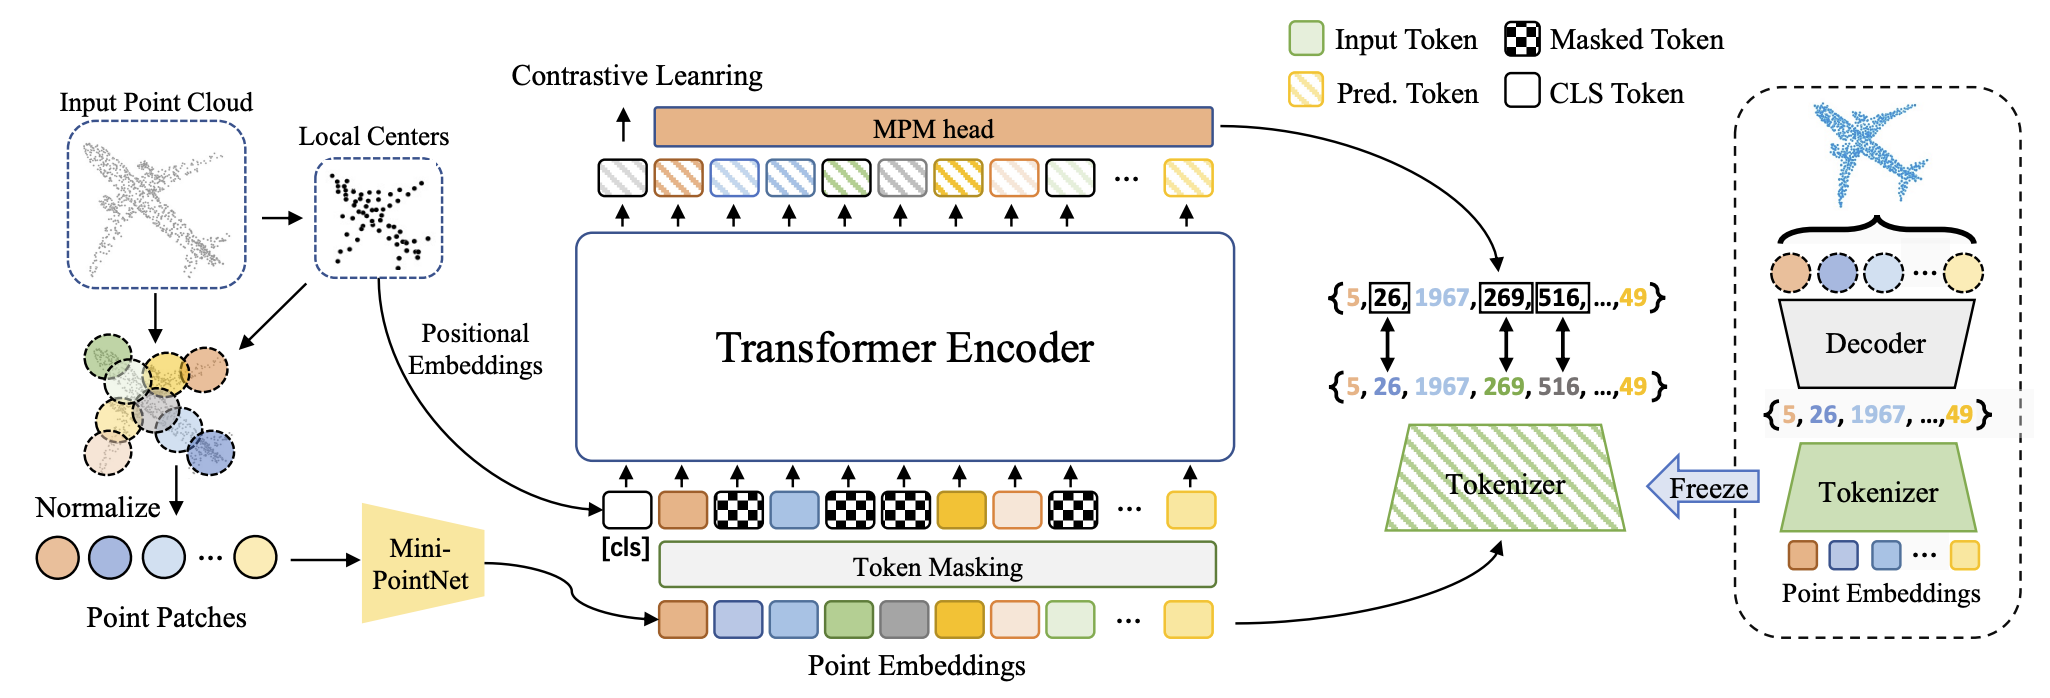 Input Point Cloud
Local Centers
Contrastive Leanring
MPM head
Input Token
Masked Token
Pred. Token
CLS Token
Positional
Embeddings
Transformer Encoder
{5, 26, 1967, 269, 516, ...,49}
{5, 26, 1967, 269, 516, ...,49}
Decoder
{5, 26, 1967, ...,49}
Tokenizer
Freeze
Tokenizer
Point Embeddings
Normalize
Point Patches
Mini-
PointNet
[cls]
...
Token Masking
Point Embeddings